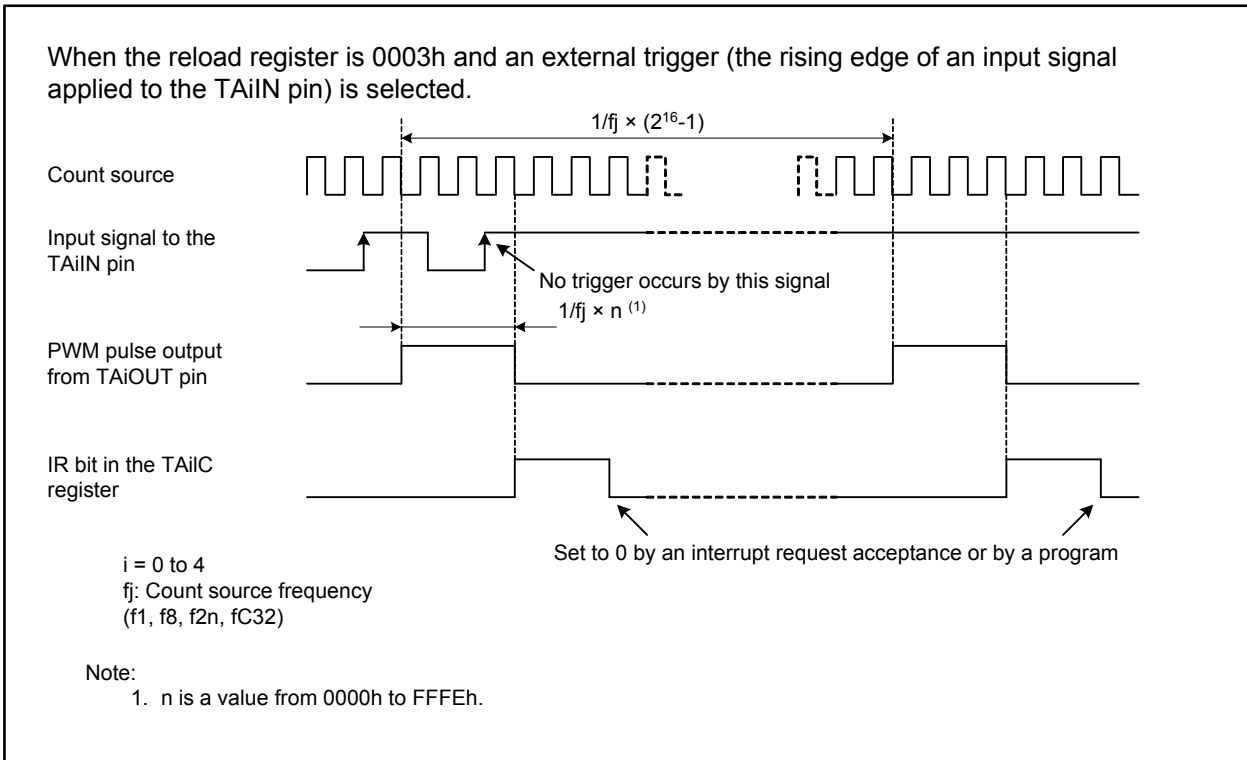 When the reload register is 0003h and an external trigger (the rising edge of an input signal
applied to the TAiIN pin) is selected.
1/fj × (2¹⁶-1)
Count source
Input signal to the
TAiIN pin
No trigger occurs by this signal
1/fj × n ⁽¹⁾
PWM pulse output
from TAiOUT pin
IR bit in the TAiIC
register
Set to 0 by an interrupt request acceptance or by a program
i = 0 to 4
fj: Count source frequency
(f1, f8, f2n, fC32)
Note:
1. n is a value from 0000h to FFFEh.